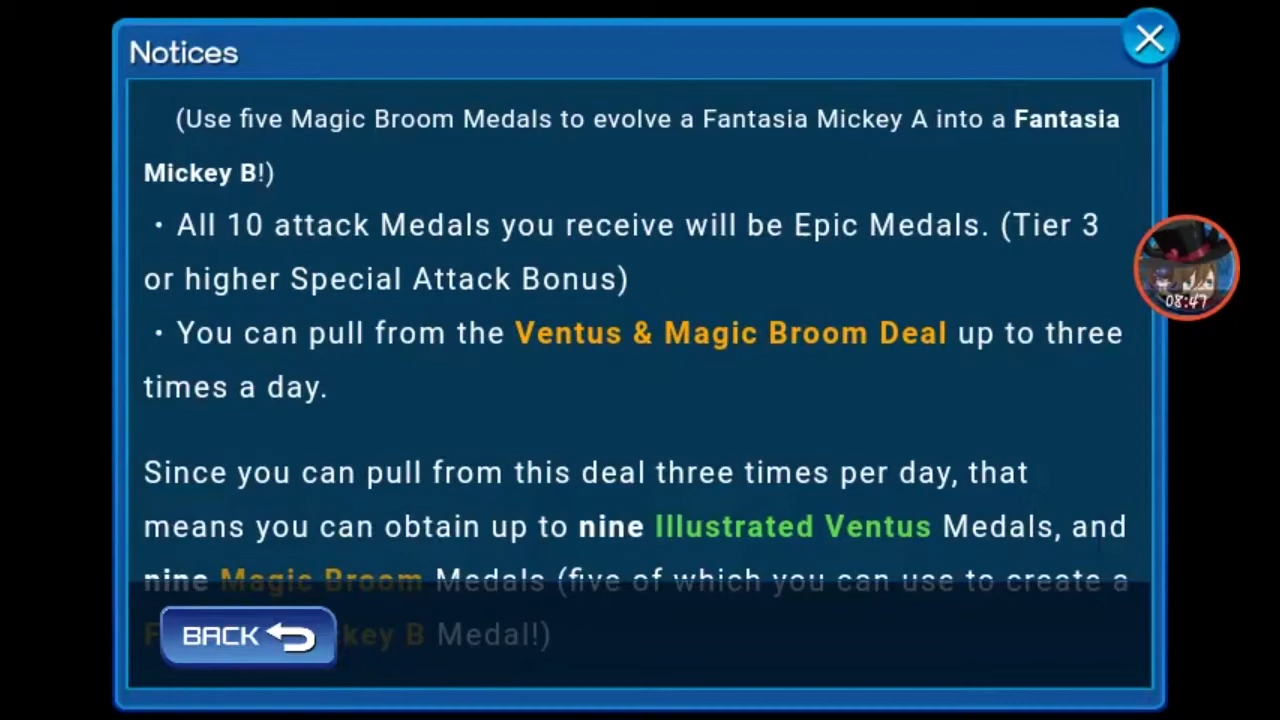 Notices
(Use five Magic Broom Medals to evolve a Fantasia Mickey A into a Fantasia
Mickey B!)
・All 10 attack Medals you receive will be Epic Medals. (Tier 3
or higher Special Attack Bonus)
・You can pull from the Ventus & Magic Broom Deal up to three
times a day.
08:47
Since you can pull from this deal three times per day, that
means you can obtain up to nine Illustrated Ventus Medals, and
nine Magic Broom Medals (five of which you can use to create a
key B Medal!)
BACK